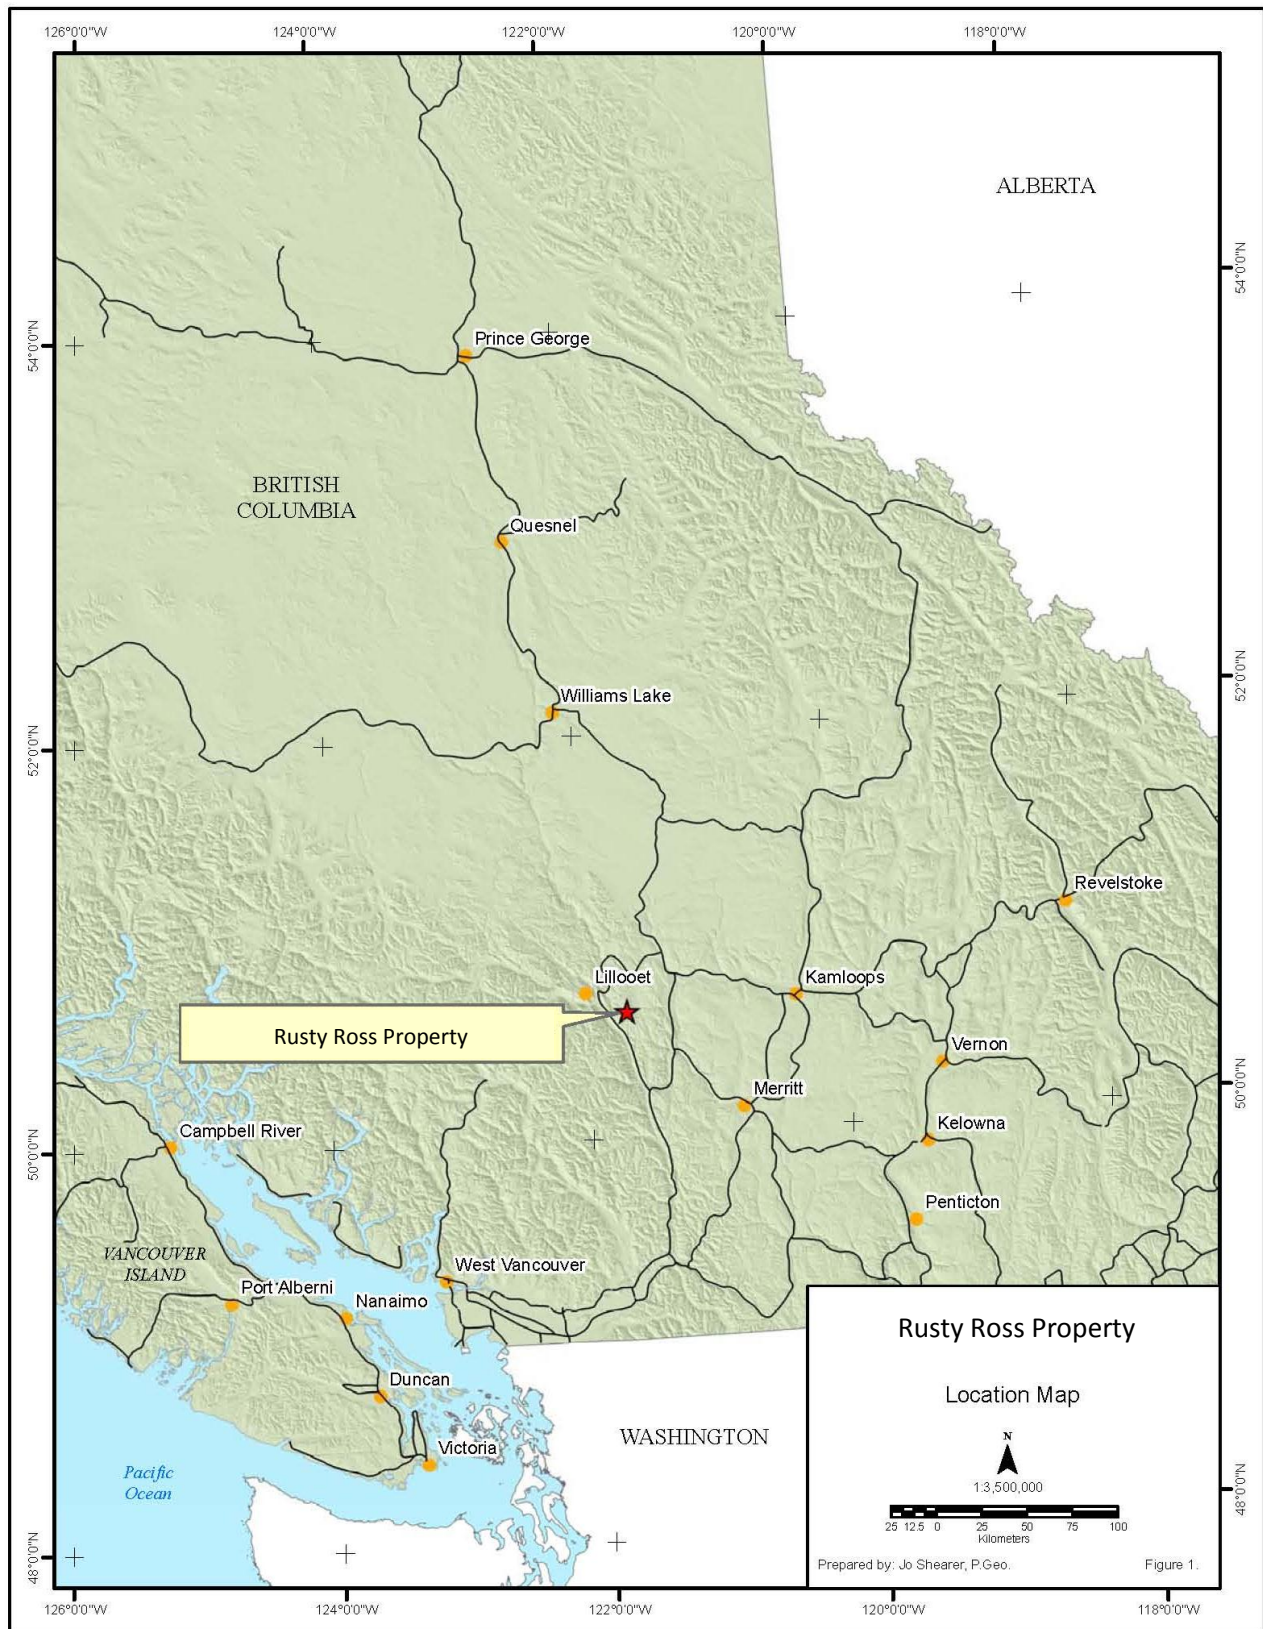 126°0'0"W
124°0'0"W
122°0'0"W
120°0'0"W
118°0'0"W
ALBERTA
54°0'0"N
54°0'0"N
Prince George
BRITISH
COLUMBIA
Quesnel
52°0'0"N
Williams Lake
52°0'0"N
Revelstoke
Lillooet
Kamloops
Rusty Ross Property
Vernon
Merritt
50°0'0"N
Kelowna
Campbell River
50°0'0"N
Penticton
VANCOUVER
ISLAND
West Vancouver
Port Alberni
Nanaimo
Duncan
Victoria
WASHINGTON
Pacific
Ocean
Rusty Ross Property
Location Map
N
1:3,500,000
25 12.5 0 25 50 75 100
Kilometers
Prepared by: Jo Shearer, P.Geo.
Figure 1.
48°0'0"N
48°0'0"N
126°0'0"W
124°0'0"W
122°0'0"W
120°0'0"W
118°0'0"W